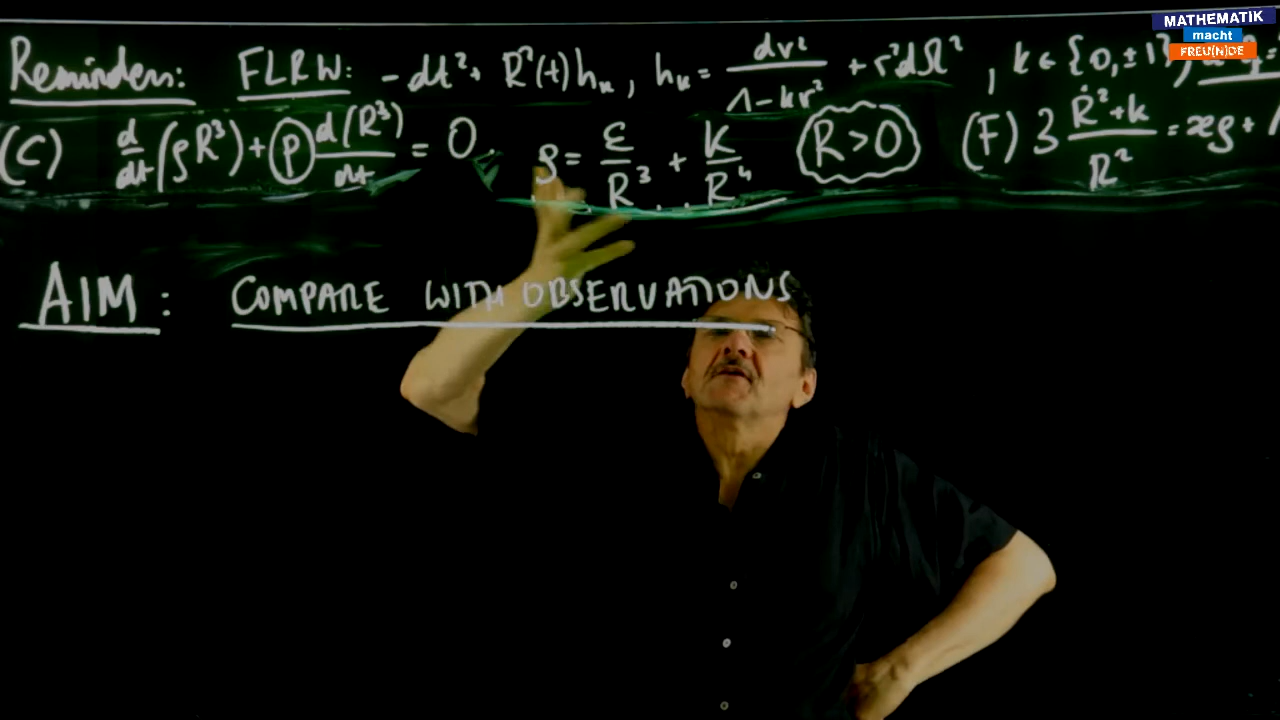 MATHEMATIK
macht
FREU(N)DE
Reminders: FLRW: -dt²+ R²(t)hₖ, hₖ = dr²/(1-kr²) + r²dΩ², k∈{0,±1},
(C) d/dt(ρR³)+ p d(R³)/dt = 0. ρ = ε/R³ + K/R⁴ R>0 (F) 3 (Ṙ²+k)/R² = ϰρ+
AIM: COMPARE WITH OBSERVATIONS